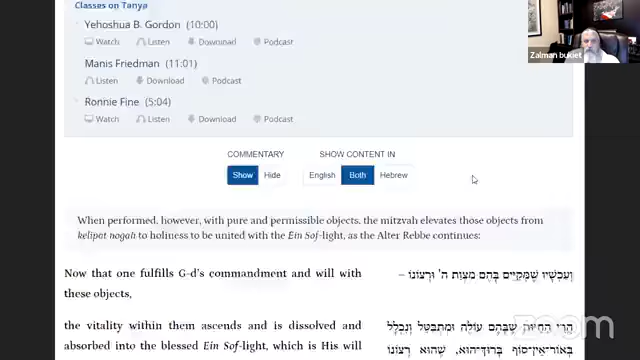 Classes on Tanya
Yehoshua B. Gordon (10:00)
Watch Listen Download Podcast
Manis Friedman (11:01)
Listen Download Podcast
Ronnie Fine (5:04)
Watch Listen Download Podcast
COMMENTARY SHOW CONTENT IN
Show Hide English Both Hebrew
When performed, however, with pure and permissible objects, the mitzvah elevates those objects from
kelipat nogah to holiness to be united with the Ein Sof-light, as the Alter Rebbe continues:
Now that one fulfills G-d's commandment and will with
these objects,
וְעַכְשָׁיו שֶׁמְּקַיֵּים בָּהֶם מִצְוַת ה' וּרְצוֹנוֹ –
the vitality within them ascends and is dissolved and
absorbed into the blessed Ein Sof-light, which is His will
הֲרֵי הַחַיּוּת שֶׁבָּהֶם עוֹלֶה וּמִתְבַּטֵּל וְנִכְלָל
בְּאוֹר־אֵין־סוֹף בָּרוּךְ־הוּא, שֶׁהוּא רְצוֹנוֹ
Zalman bukiet
zoom